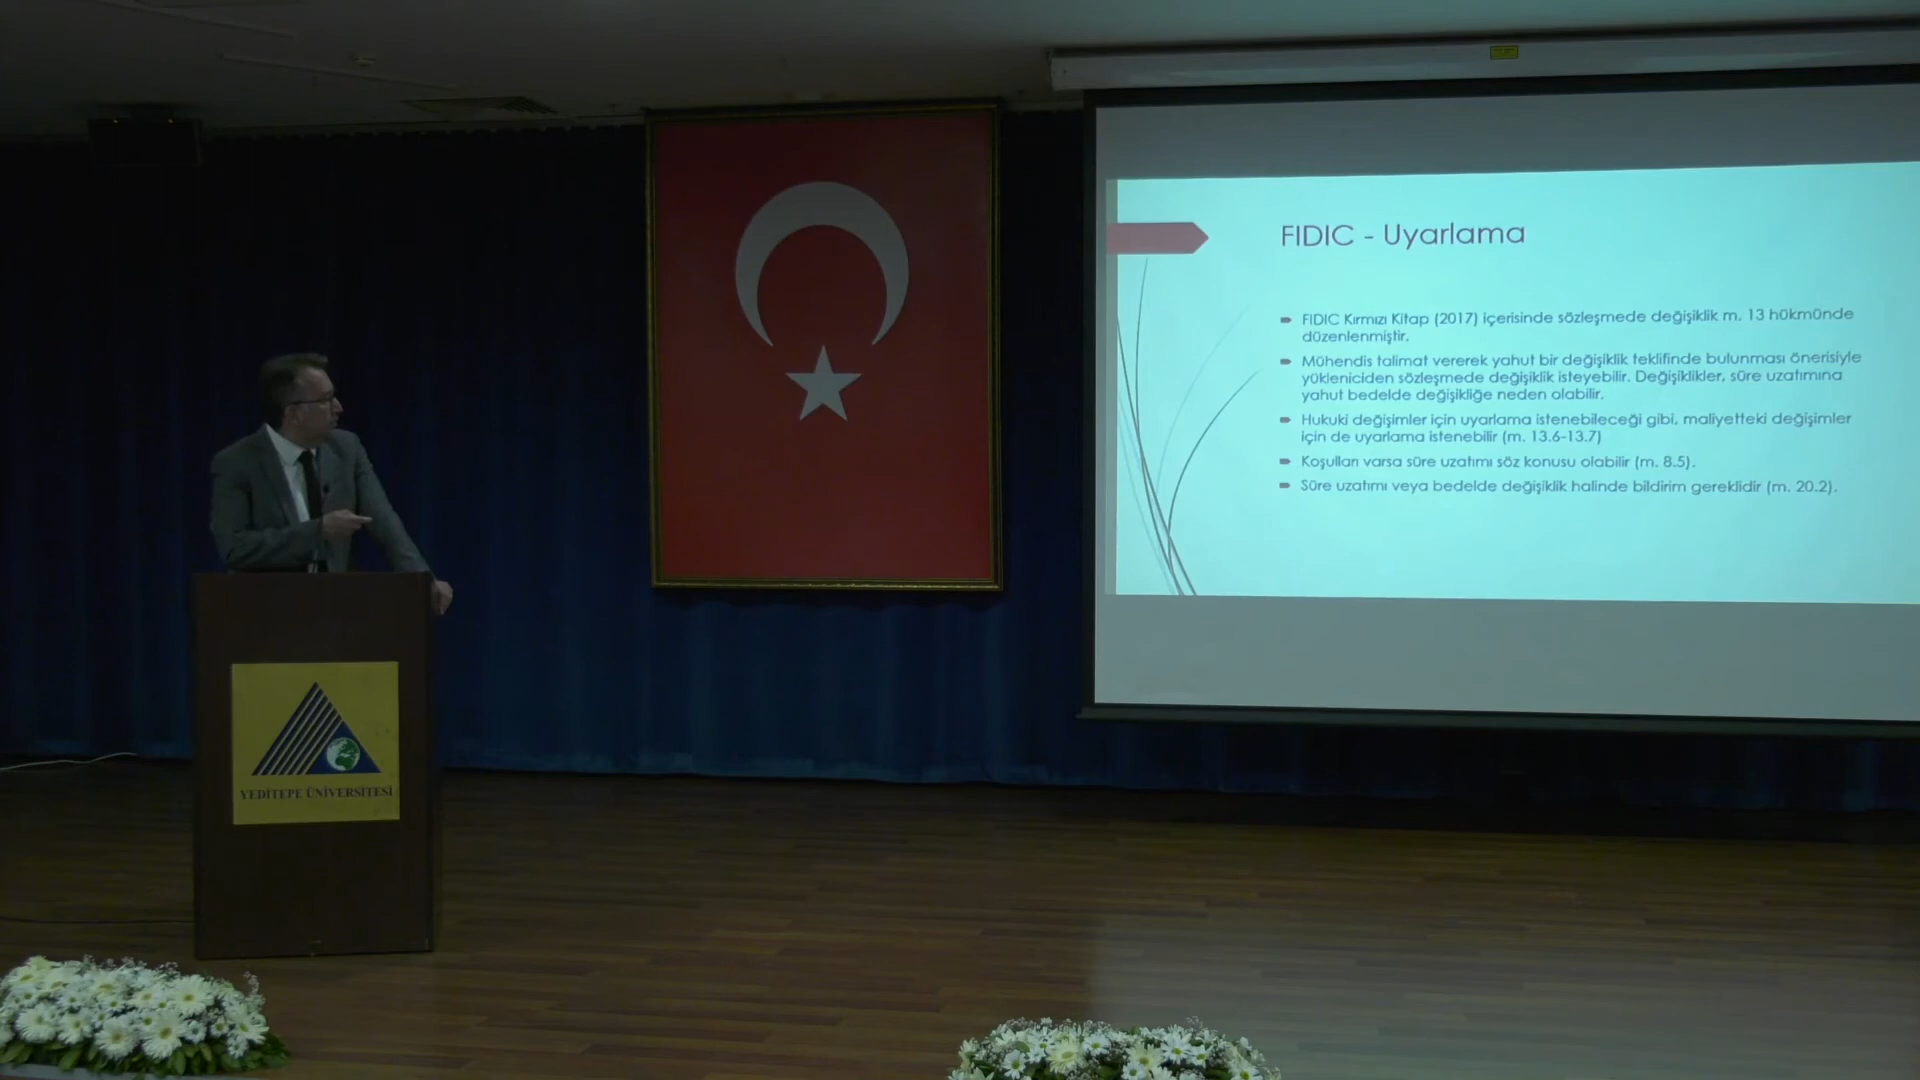 FIDIC - Uyarlama
FIDIC Kırmızı Kitap (2017) içerisinde sözleşmede değişiklik m. 13 hükmünde
düzenlenmiştir.
Mühendis talimat vererek yahut bir değişiklik teklifinde bulunması önerisiyle
yükleniciden sözleşmede değişiklik isteyebilir. Değişiklikler, süre uzatımına
yahut bedelde değişikliğe neden olabilir.
Hukuki değişimler için uyarlama istenebileceği gibi, maliyetteki değişimler
için de uyarlama istenebilir (m. 13.6-13.7)
Koşulları varsa süre uzatımı söz konusu olabilir (m. 8.5).
Süre uzatımı veya bedelde değişiklik halinde bildirim gereklidir (m. 20.2).
YEDİTEPE ÜNİVERSİTESİ